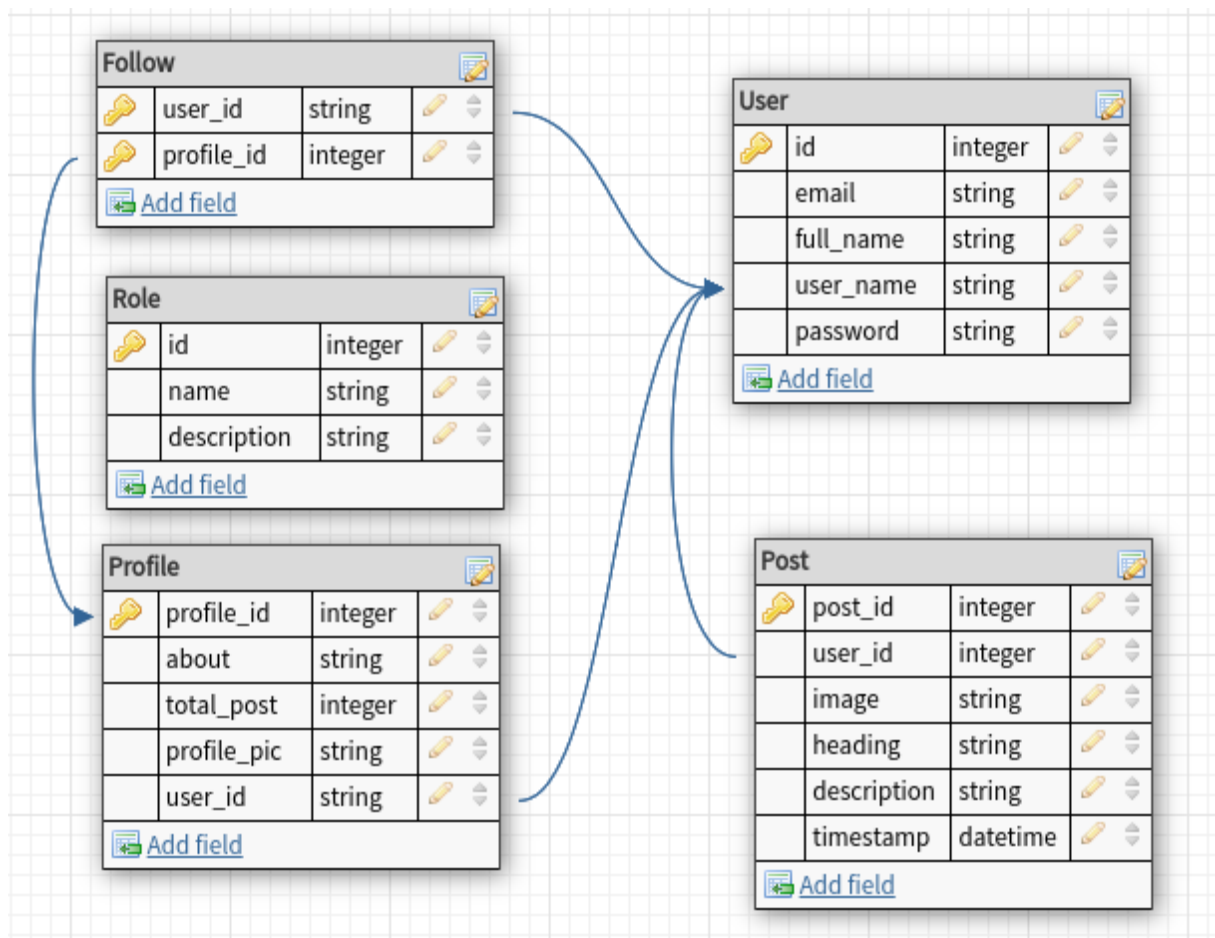 Follow
user_id string
profile_id integer
Add field
Role
id integer
name string
description string
Add field
Profile
profile_id integer
about string
total_post integer
profile_pic string
user_id string
Add field
User
id integer
email string
full_name string
user_name string
password string
Add field
Post
post_id integer
user_id integer
image string
heading string
description string
timestamp datetime
Add field